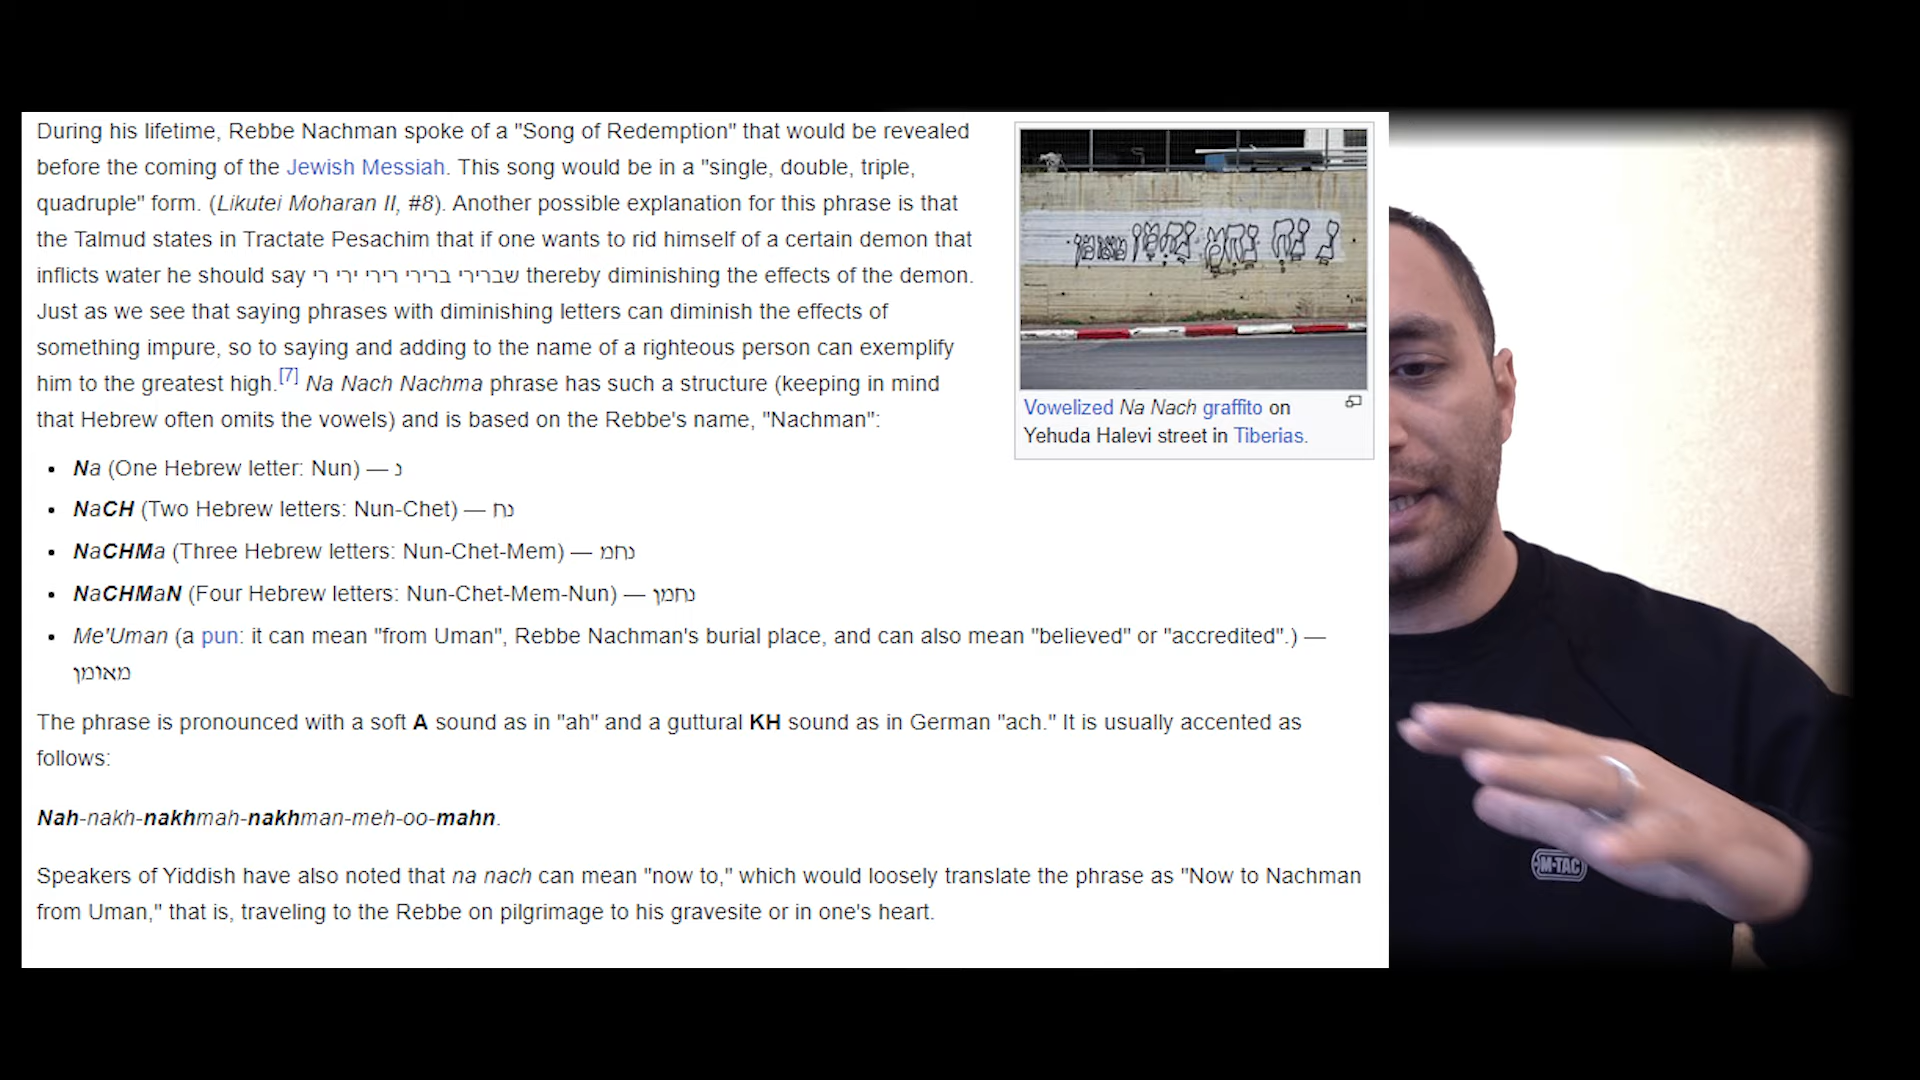 During his lifetime, Rebbe Nachman spoke of a "Song of Redemption" that would be revealed
before the coming of the Jewish Messiah. This song would be in a "single, double, triple,
quadruple" form. (Likutei Moharan II, #8). Another possible explanation for this phrase is that
the Talmud states in Tractate Pesachim that if one wants to rid himself of a certain demon that
inflicts water he should say שברירי ברירי רירי ירי רי thereby diminishing the effects of the demon.
Just as we see that saying phrases with diminishing letters can diminish the effects of
something impure, so to saying and adding to the name of a righteous person can exemplify
him to the greatest high.[7] Na Nach Nachma phrase has such a structure (keeping in mind
that Hebrew often omits the vowels) and is based on the Rebbe's name, "Nachman":
נַ נַחְ נַחְמָ נַחְמָן מאומן
Vowelized Na Nach graffito on
Yehuda Halevi street in Tiberias.
• Na (One Hebrew letter: Nun) — נ
• NaCH (Two Hebrew letters: Nun-Chet) — נח
• NaCHMa (Three Hebrew letters: Nun-Chet-Mem) — נחמ
• NaCHMaN (Four Hebrew letters: Nun-Chet-Mem-Nun) — נחמן
• Me'Uman (a pun: it can mean "from Uman", Rebbe Nachman's burial place, and can also mean "believed" or "accredited".) —
מאומן
The phrase is pronounced with a soft A sound as in "ah" and a guttural KH sound as in German "ach." It is usually accented as
follows:
Nah-nakh-nakhmah-nakhman-meh-oo-mahn.
Speakers of Yiddish have also noted that na nach can mean "now to," which would loosely translate the phrase as "Now to Nachman
from Uman," that is, traveling to the Rebbe on pilgrimage to his gravesite or in one's heart.
M-TAC